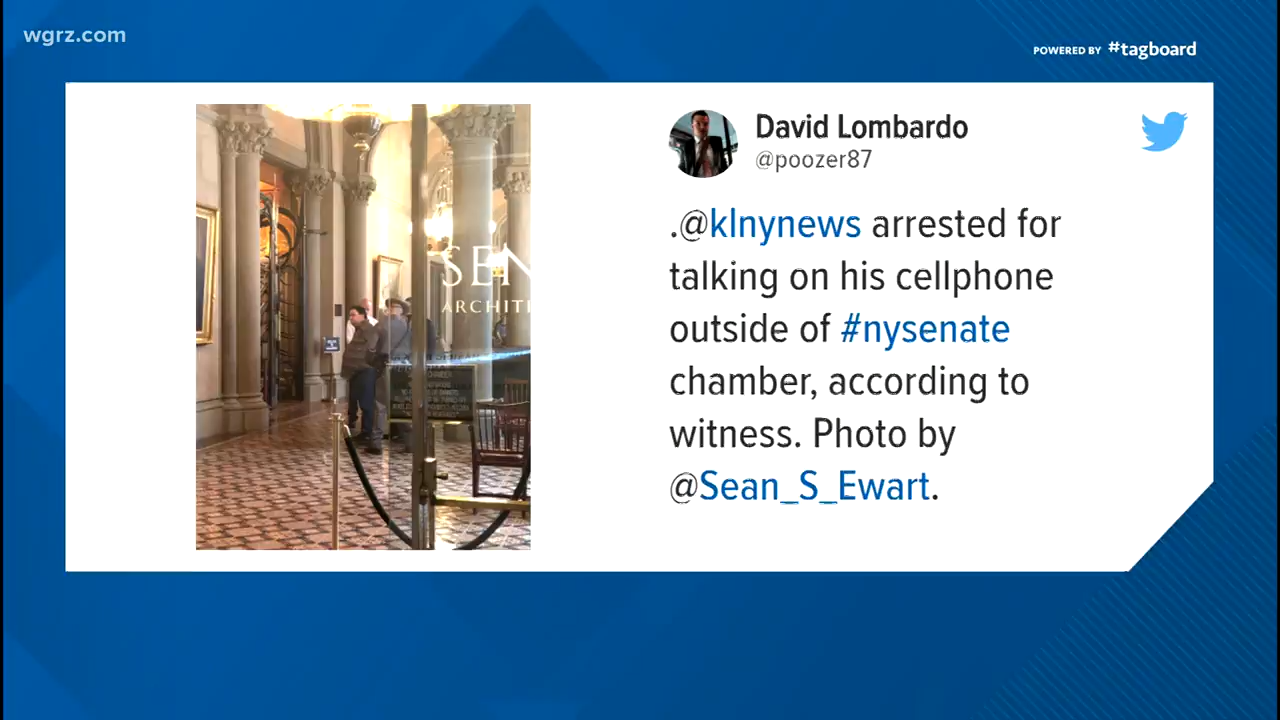 wgrz.com
POWERED BY #tagboard
David Lombardo
@poozer87
.@klnynews arrested for
talking on his cellphone
outside of #nysenate
chamber, according to
witness. Photo by
@Sean_S_Ewart.
SEN
ARCHITE
CHAMBER